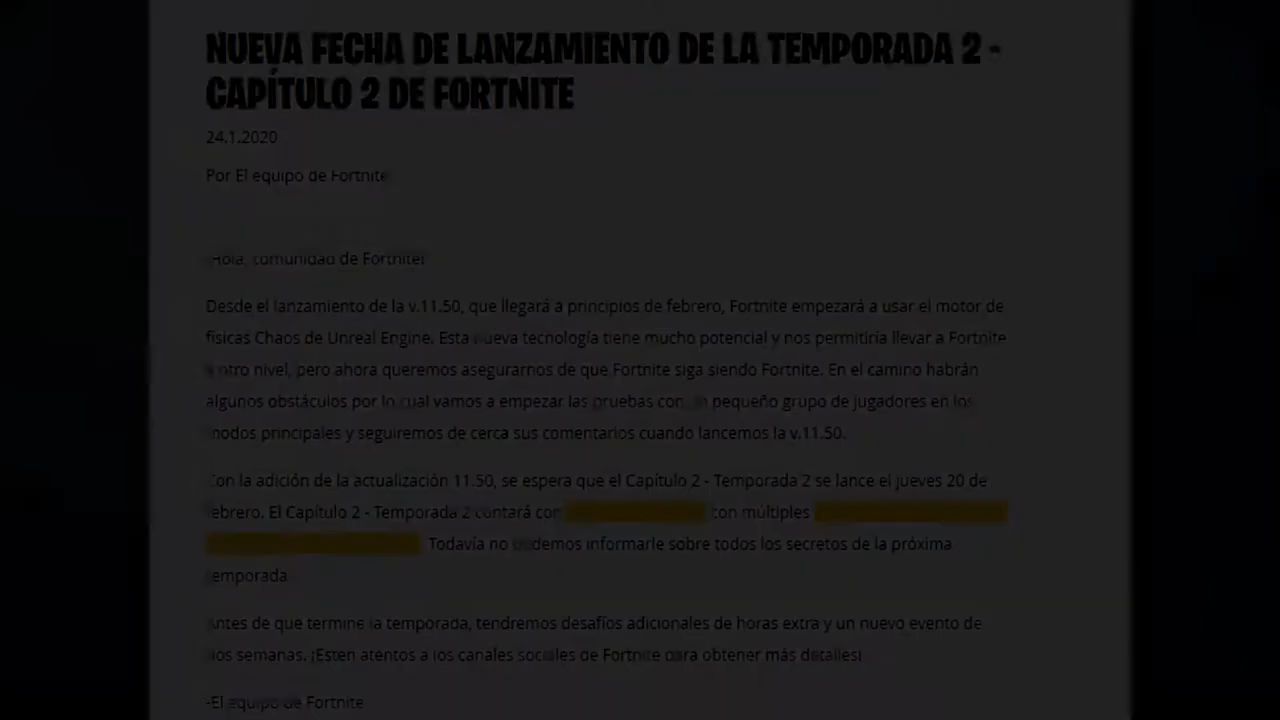 NUEVA FECHA DE LANZAMIENTO DE LA TEMPORADA 2 -
CAPÍTULO 2 DE FORTNITE
24.1.2020
Por El equipo de Fortnite
¡Hola, comunidad de Fortnite!
Desde el lanzamiento de la v.11.50, que llegará a principios de febrero, Fortnite empezará a usar el motor de
físicas Chaos de Unreal Engine. Esta nueva tecnología tiene mucho potencial y nos permitiría llevar a Fortnite
a otro nivel, pero ahora queremos asegurarnos de que Fortnite siga siendo Fortnite. En el camino habrán
algunos obstáculos por lo cual vamos a empezar las pruebas con un pequeño grupo de jugadores en los
modos principales y seguiremos de cerca sus comentarios cuando lancemos la v.11.50.
Con la adición de la actualización 11.50, se espera que el Capítulo 2 - Temporada 2 se lance el jueves 20 de
febrero. El Capítulo 2 - Temporada 2 contará con con múltiples
Todavía no podemos informarle sobre todos los secretos de la próxima
temporada.
Antes de que termine la temporada, tendremos desafíos adicionales de horas extra y un nuevo evento de
dos semanas. ¡Esten atentos a los canales sociales de Fortnite para obtener más detalles!
-El equipo de Fortnite